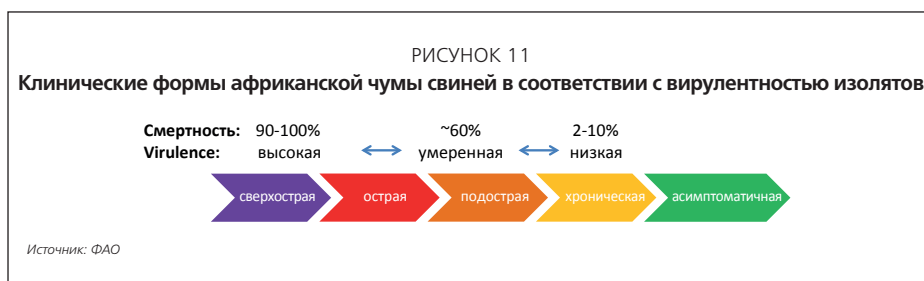 РИСУНОК 11
Клинические формы африканской чумы свиней в соответствии с вирулентностью изолятов
Смертность: 90-100% ~60% 2-10%
Virulence: высокая умеренная низкая
сверхострая острая подострая хроническая асимптоматичная
Источник: ФАО